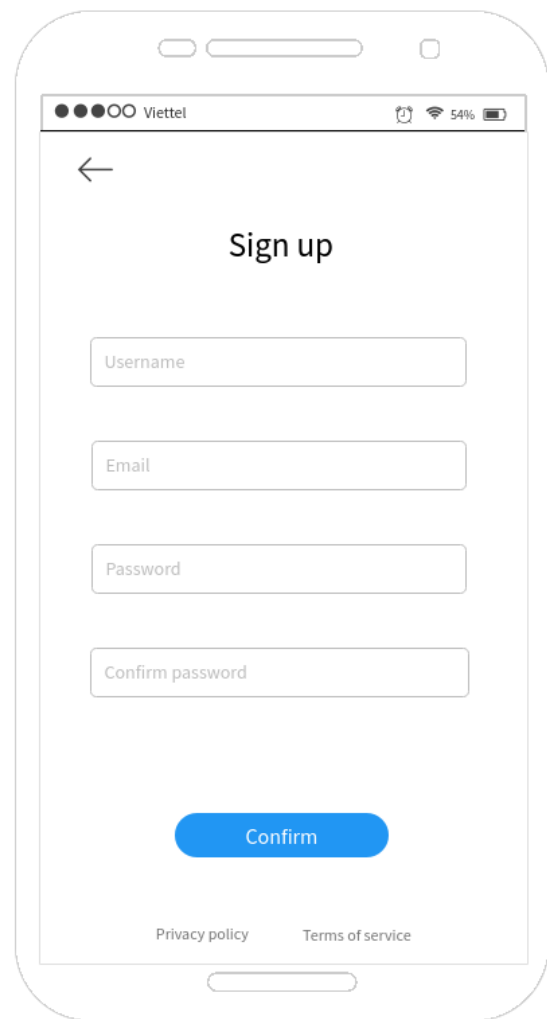 Viettel 54%
Sign up
Username
Email
Password
Confirm password
Confirm
Privacy policy Terms of service